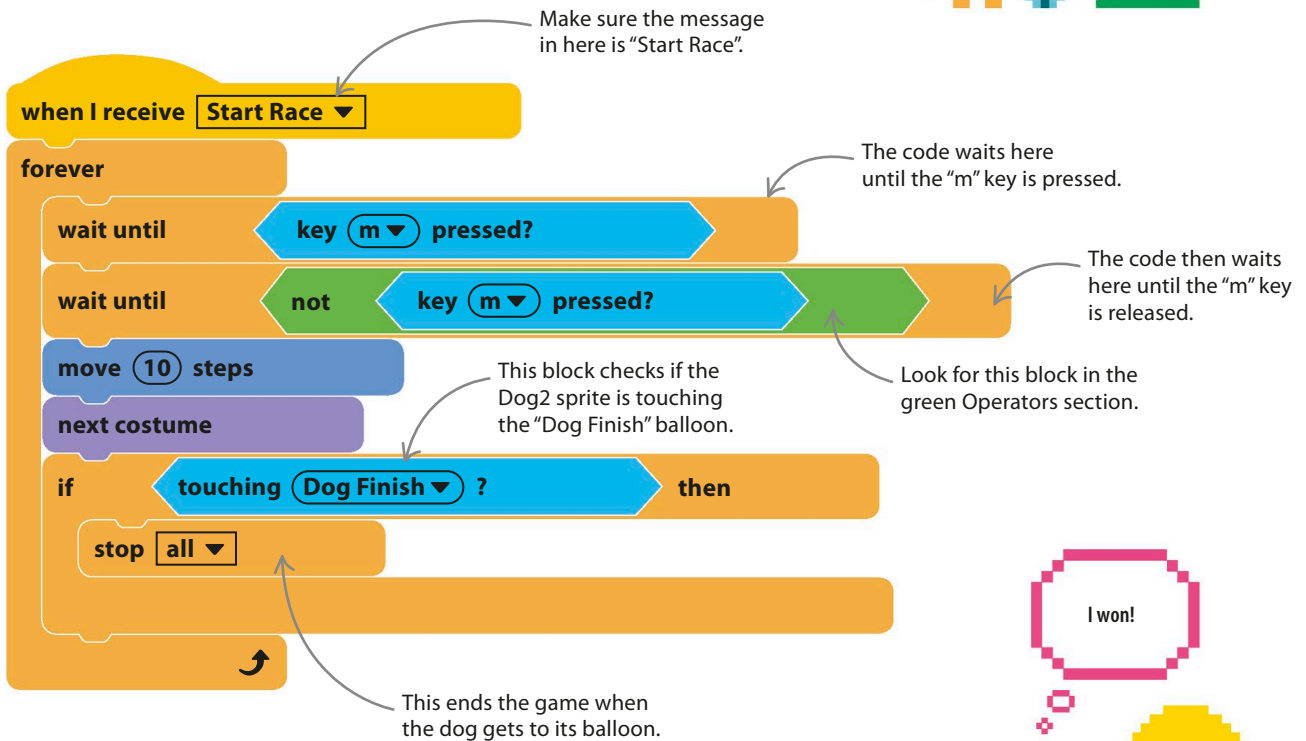 Make sure the message
in here is “Start Race”.
when I receive Start Race
forever
The code waits here
until the “m” key is pressed.
wait until key m pressed?
The code then waits
here until the “m” key
is released.
wait until not key m pressed?
move 10 steps
This block checks if the
Dog2 sprite is touching
the “Dog Finish” balloon.
Look for this block in the
green Operators section.
next costume
if touching Dog Finish ? then
stop all
I won!
This ends the game when
the dog gets to its balloon.